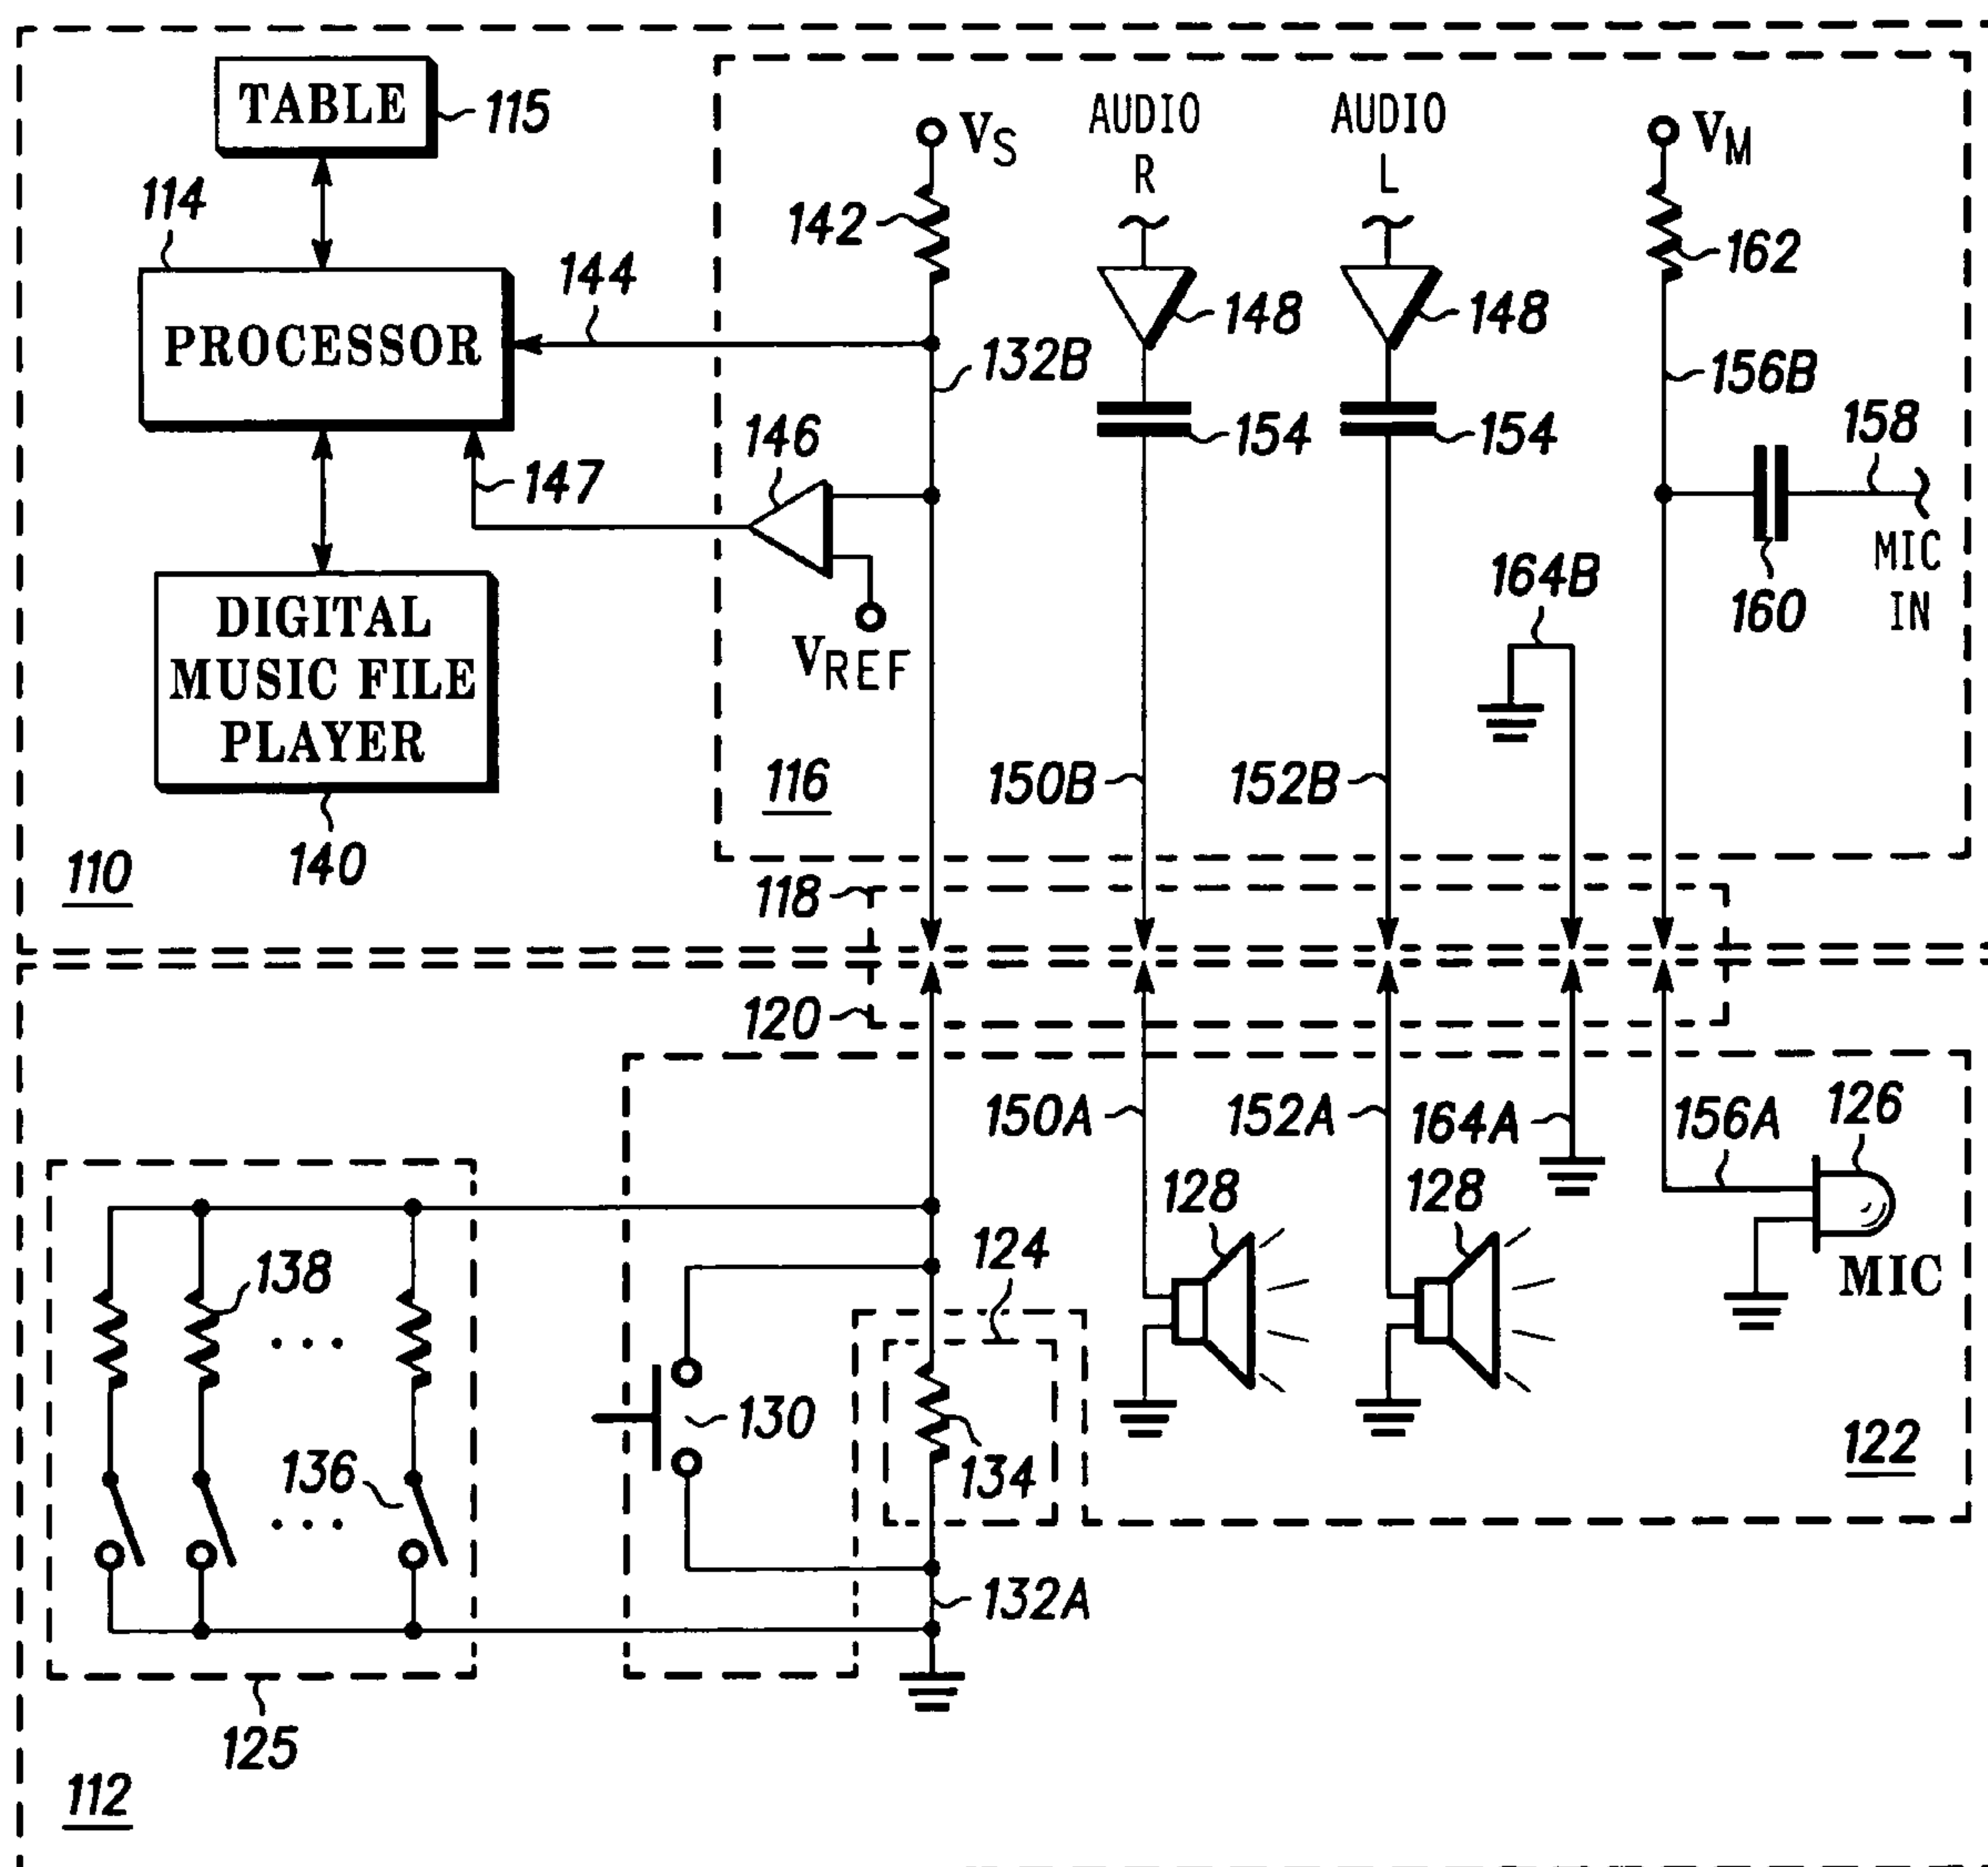 TABLE
115
114
PROCESSOR
144
147
146
DIGITAL
MUSIC FILE
PLAYER
140
110
VS
142
132B
VREF
116
AUDIO
R
AUDIO
L
148
148
154
154
150B
152B
164B
VM
162
156B
158
160
MIC
IN
118
120
150A
152A
164A
156A
126
MIC
128
128
124
134
122
130
132A
138
...
136
...
125
112